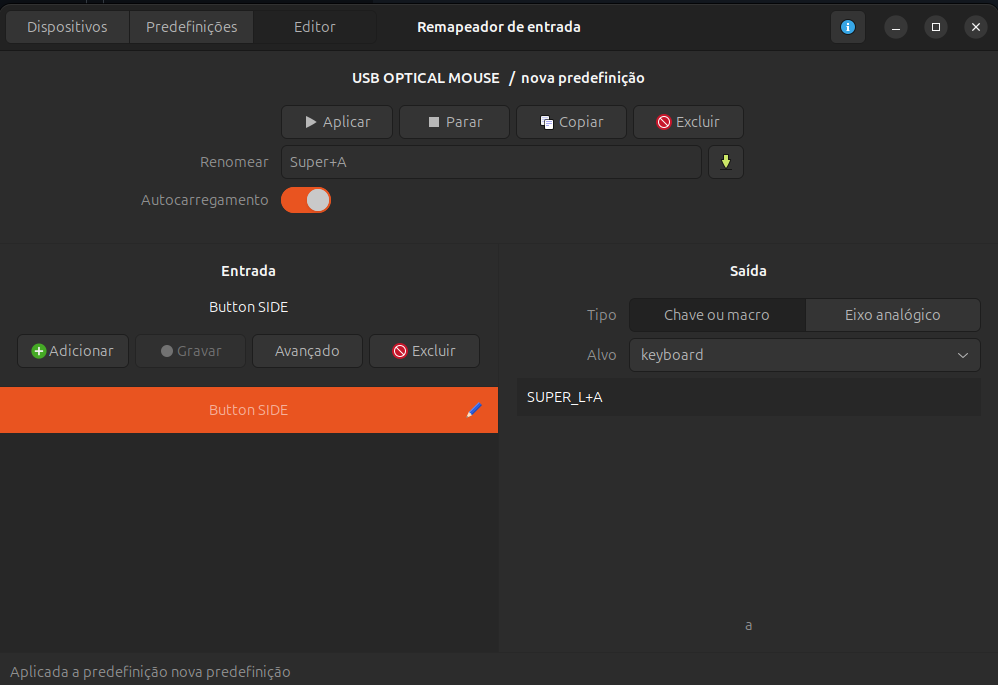 Dispositivos Predefinições Editor Remapeador de entrada
USB OPTICAL MOUSE / nova predefinição
Aplicar Parar Copiar Excluir
Renomear Super+A
Autocarregamento
Entrada
Button SIDE
Adicionar Gravar Avançado Excluir
Button SIDE
Saída
Tipo Chave ou macro Eixo analógico
Alvo keyboard
SUPER_L+A
a
Aplicada a predefinição nova predefinição